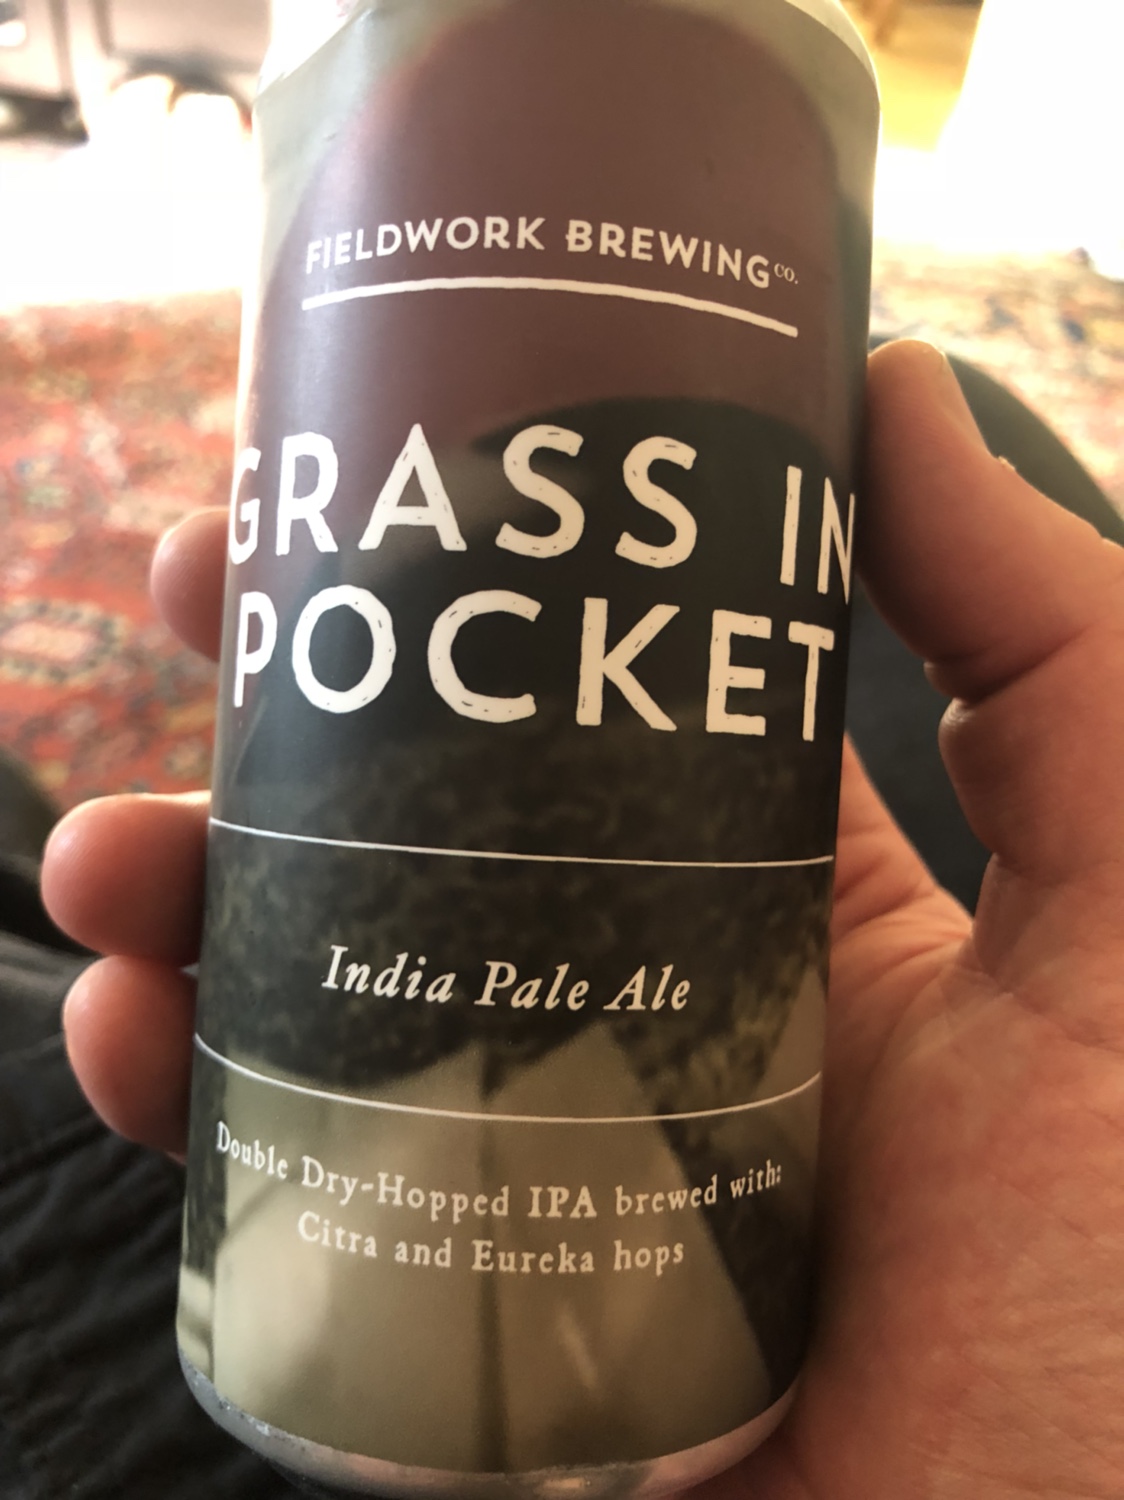 FIELDWORK BREWING CO.
GRASS IN
POCKET
India Pale Ale
Double Dry-Hopped IPA brewed with:
Citra and Eureka hops